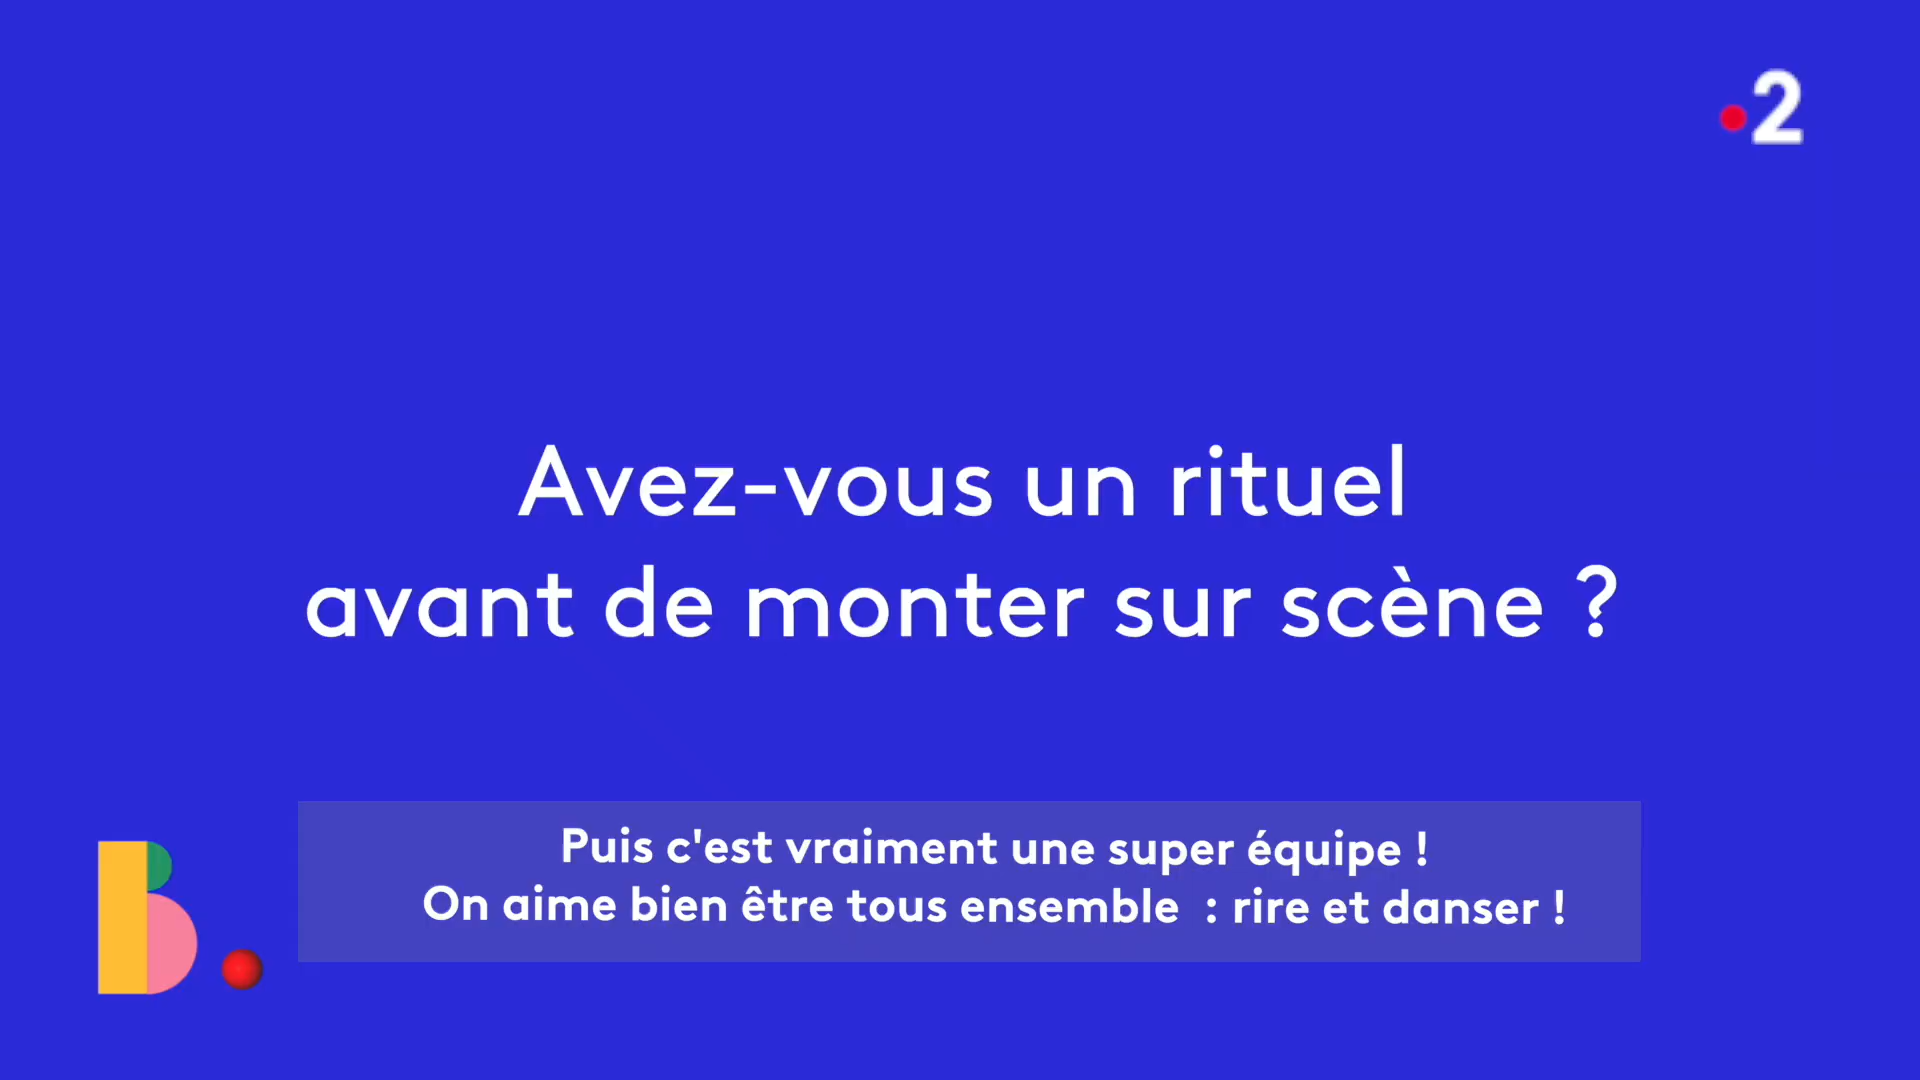 2
Avez-vous un rituel
avant de monter sur scène ?
Puis c'est vraiment une super équipe !
On aime bien être tous ensemble  : rire et danser !
B.